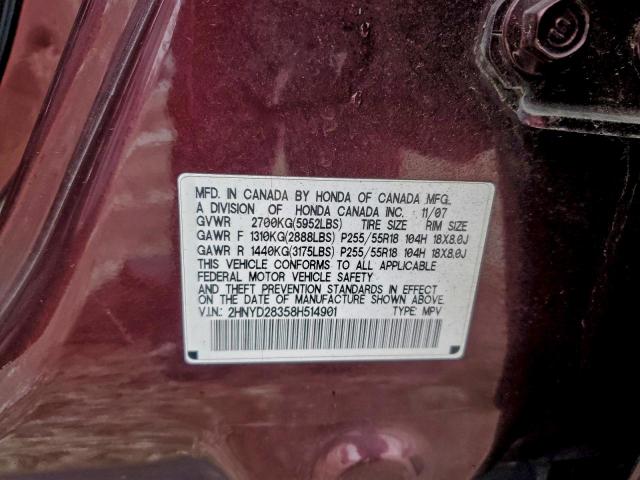 MFD. IN CANADA BY HONDA OF CANADA MFG.
A DIVISION OF HONDA CANADA INC. 11/07
GVWR 2700KG(5952LBS) TIRE SIZE RIM SIZE
GAWR F 1310KG(2888LBS) P255/55R18 104H 18X8.0J
GAWR R 1440KG(3175LBS) P255/55R18 104H 18X8.0J
THIS VEHICLE CONFORMS TO ALL APPLICABLE
FEDERAL MOTOR VEHICLE SAFETY
AND THEFT PREVENTION STANDARDS IN EFFECT
ON THE DATE OF MANUFACTURE SHOWN ABOVE.
V.I.N.: 2HNYD28358H514901 TYPE: MPV